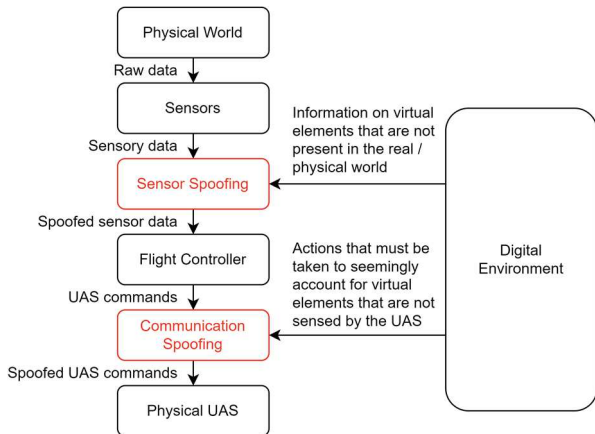 Physical World
Raw data
Sensors
Sensory data
Information on virtual
elements that are not
present in the real /
physical world
Sensor Spoofing
Spoofed sensor data
Flight Controller
Actions that must be
taken to seemingly
account for virtual
elements that are not
sensed by the UAS
Digital
Environment
UAS commands
Communication
Spoofing
Spoofed UAS commands
Physical UAS